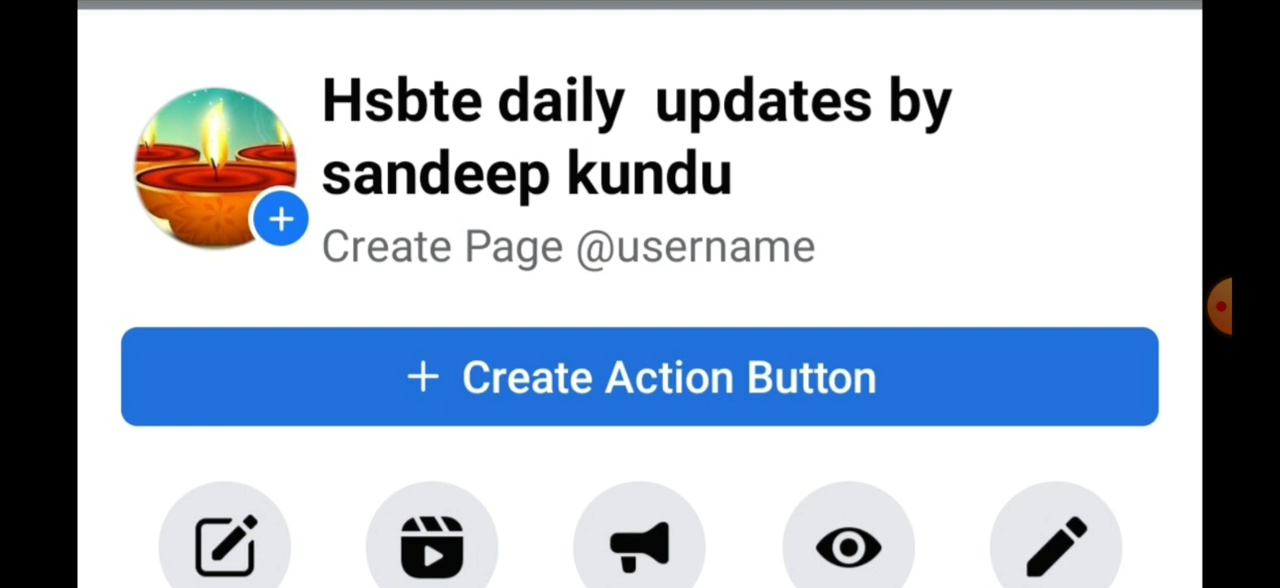 Hsbte daily  updates by
sandeep kundu
Create Page @username
+ Create Action Button